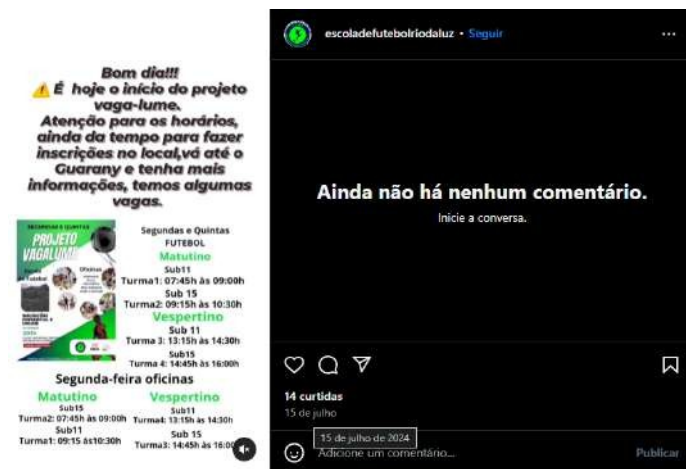 Bom dia!!!
⚠️ É hoje o início do projeto
vaga-lume.
Atenção para os horários,
ainda da tempo para fazer
inscrições no local,vá até o
Guarany e tenha mais
informações, temos algumas
vagas.
SEGUNDAS E QUINTAS
PROJETO
VAGALUME
Escola
de Futebol
Oficinas
Segundas e Quintas
FUTEBOL
Matutino
Sub11
Turma1: 07:45h às 09:00h
Sub 15
Turma2: 09:15h às 10:30h
Vespertino
Sub 11
Turma 3: 13:15h às 14:30h
Sub15
Turma 4: 14:45h às 16:00h
Segunda-feira oficinas
Matutino
Sub15
Turma2: 07:45h às 09:00h
Sub11
Turma1: 09:15 às10:30h
Vespertino
Sub11
Turma4: 13:15h às 14:30h
Sub 15
Turma3: 14:45h às 16:00
escoladefutebolriodaluz • Seguir
Ainda não há nenhum comentário.
Inicie a conversa.
14 curtidas
15 de julho
15 de julho de 2024
Adicione um comentário...
Publicar